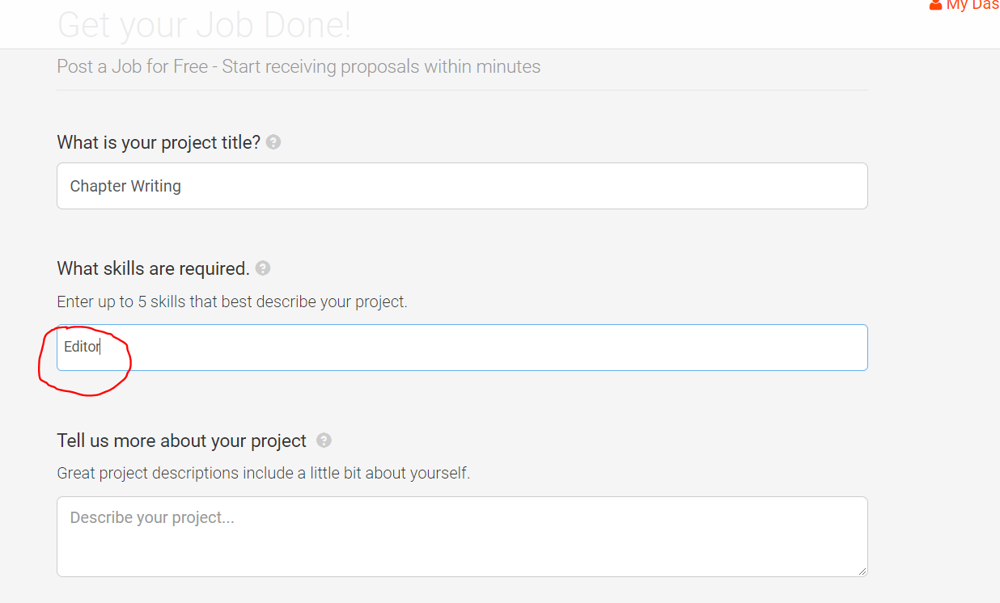 My Das
Get your Job Done!
Post a Job for Free - Start receiving proposals within minutes
What is your project title? ?
Chapter Writing
What skills are required. ?
Enter up to 5 skills that best describe your project.
Editor
Tell us more about your project ?
Great project descriptions include a little bit about yourself.
Describe your project...